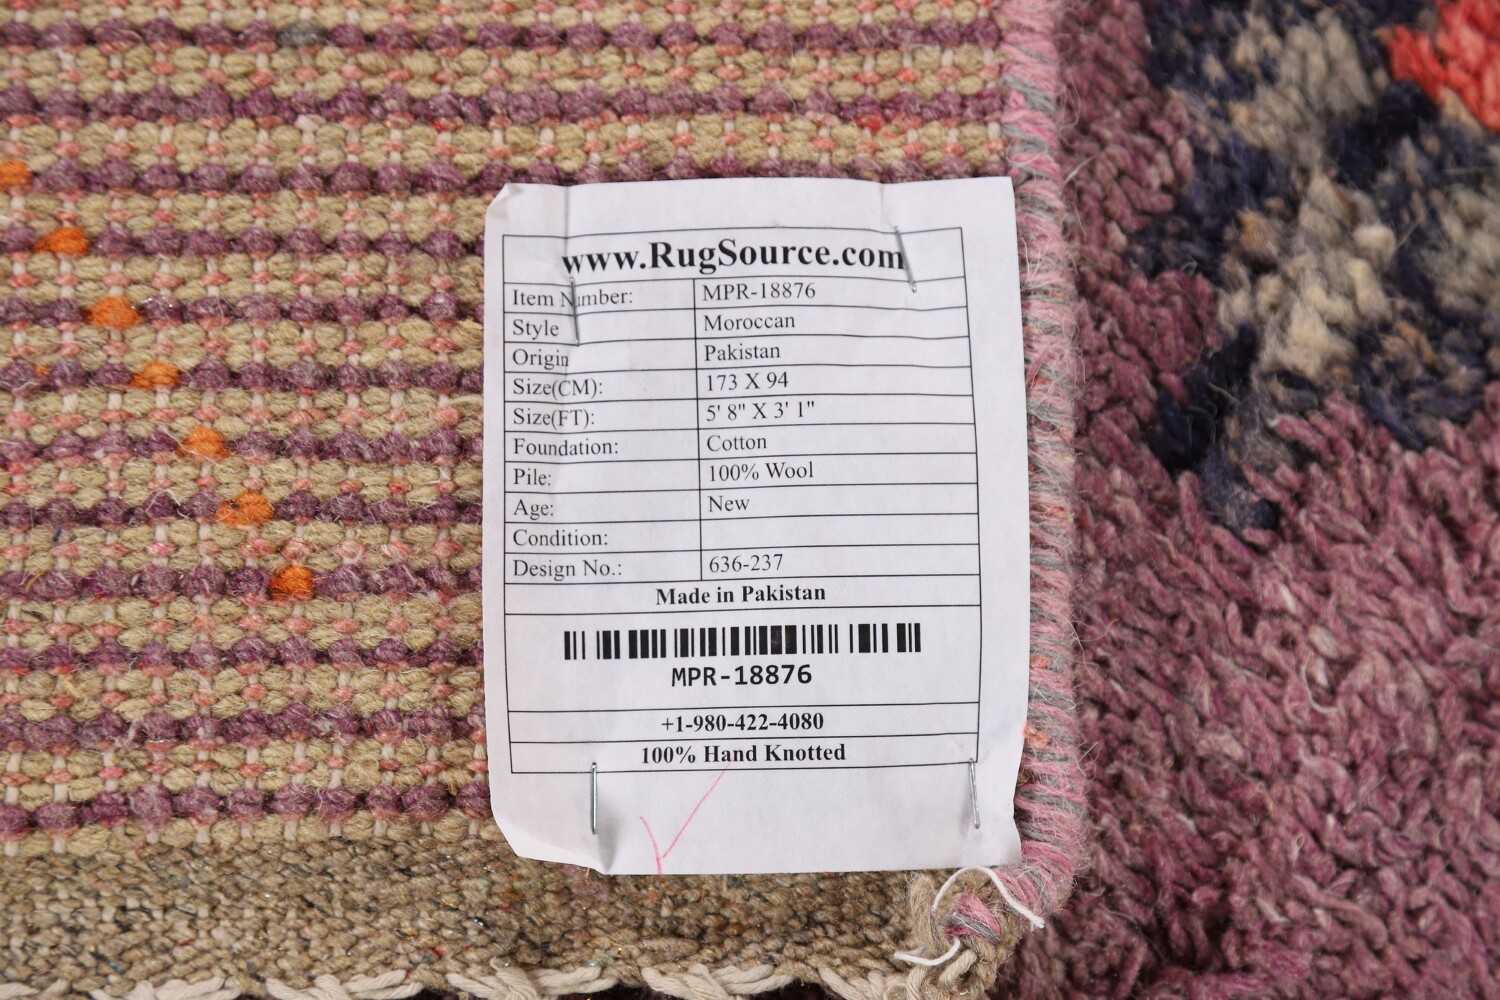 www.RugSource.com
Item Number: MPR-18876
Style Moroccan
Origin Pakistan
Size(CM): 173 X 94
Size(FT): 5' 8" X 3' 1"
Foundation: Cotton
Pile: 100% Wool
Age: New
Condition:
Design No.: 636-237
Made in Pakistan
MPR-18876
+1-980-422-4080
100% Hand Knotted